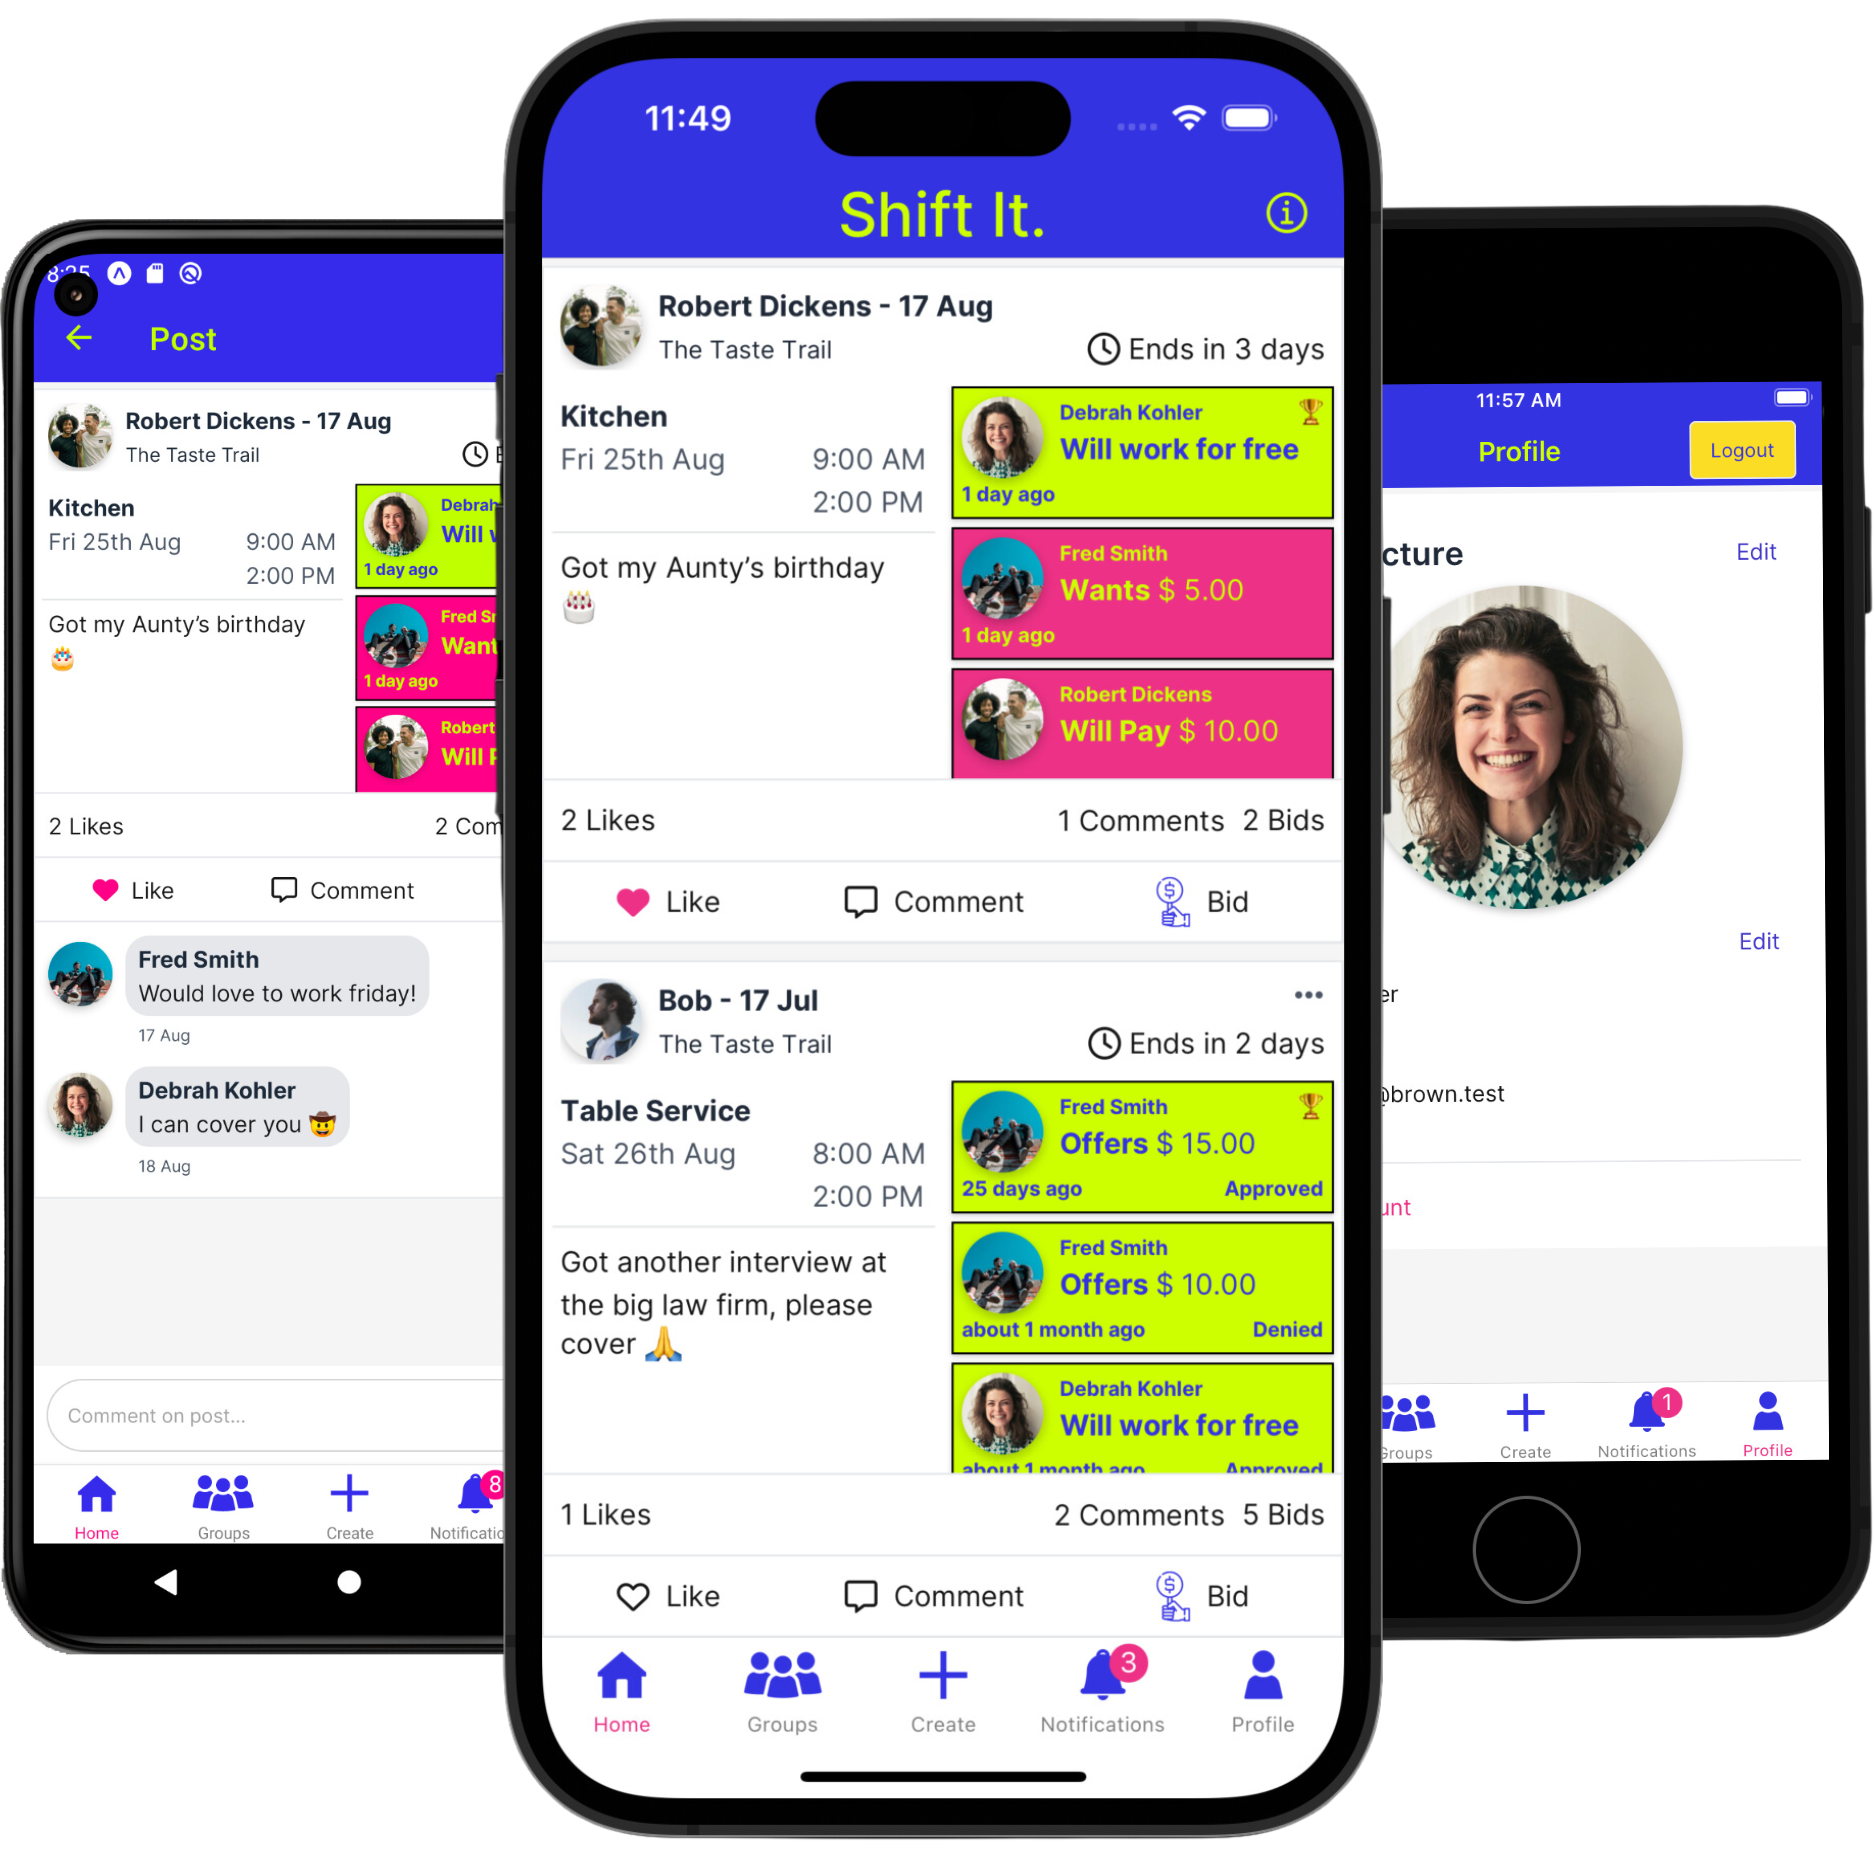 8:25
Post
Robert Dickens - 17 Aug
The Taste Trail
Kitchen
Fri 25th Aug 9:00 AM
2:00 PM
Got my Aunty's birthday
🎂
Debrah
Will
1 day ago
Fred
1 day ago
Robert
Will
2 Likes
2
Like Comment
Fred Smith
Would love to work friday!
17 Aug
Debrah Kohler
I can cover you 🤠
18 Aug
Comment on post...
8
Home Groups Create
11:49
Shift It.
Robert Dickens - 17 Aug
The Taste Trail
Ends in 3 days
Kitchen
Fri 25th Aug 9:00 AM
2:00 PM
Got my Aunty's birthday
🎂
Debrah Kohler 🏆
Will work for free
1 day ago
Fred Smith
Wants $ 5.00
1 day ago
Robert Dickens
Will Pay $ 10.00
2 Likes 1 Comments 2 Bids
Like Comment Bid
Bob - 17 Jul
The Taste Trail
Ends in 2 days
Table Service
Sat 26th Aug 8:00 AM
2:00 PM
Got another interview at
the big law firm, please
cover 🙏
Fred Smith 🏆
Offers $ 15.00
25 days ago Approved
Fred Smith
Offers $ 10.00
about 1 month ago Denied
Debrah Kohler
Will work for free
about 1 month ago Approved
1 Likes 2 Comments 5 Bids
Like Comment Bid
3
Home Groups Create Notifications Profile
11:57 AM
Profile Logout
Edit
Edit
brown.test
1
Groups Create Notifications Profile